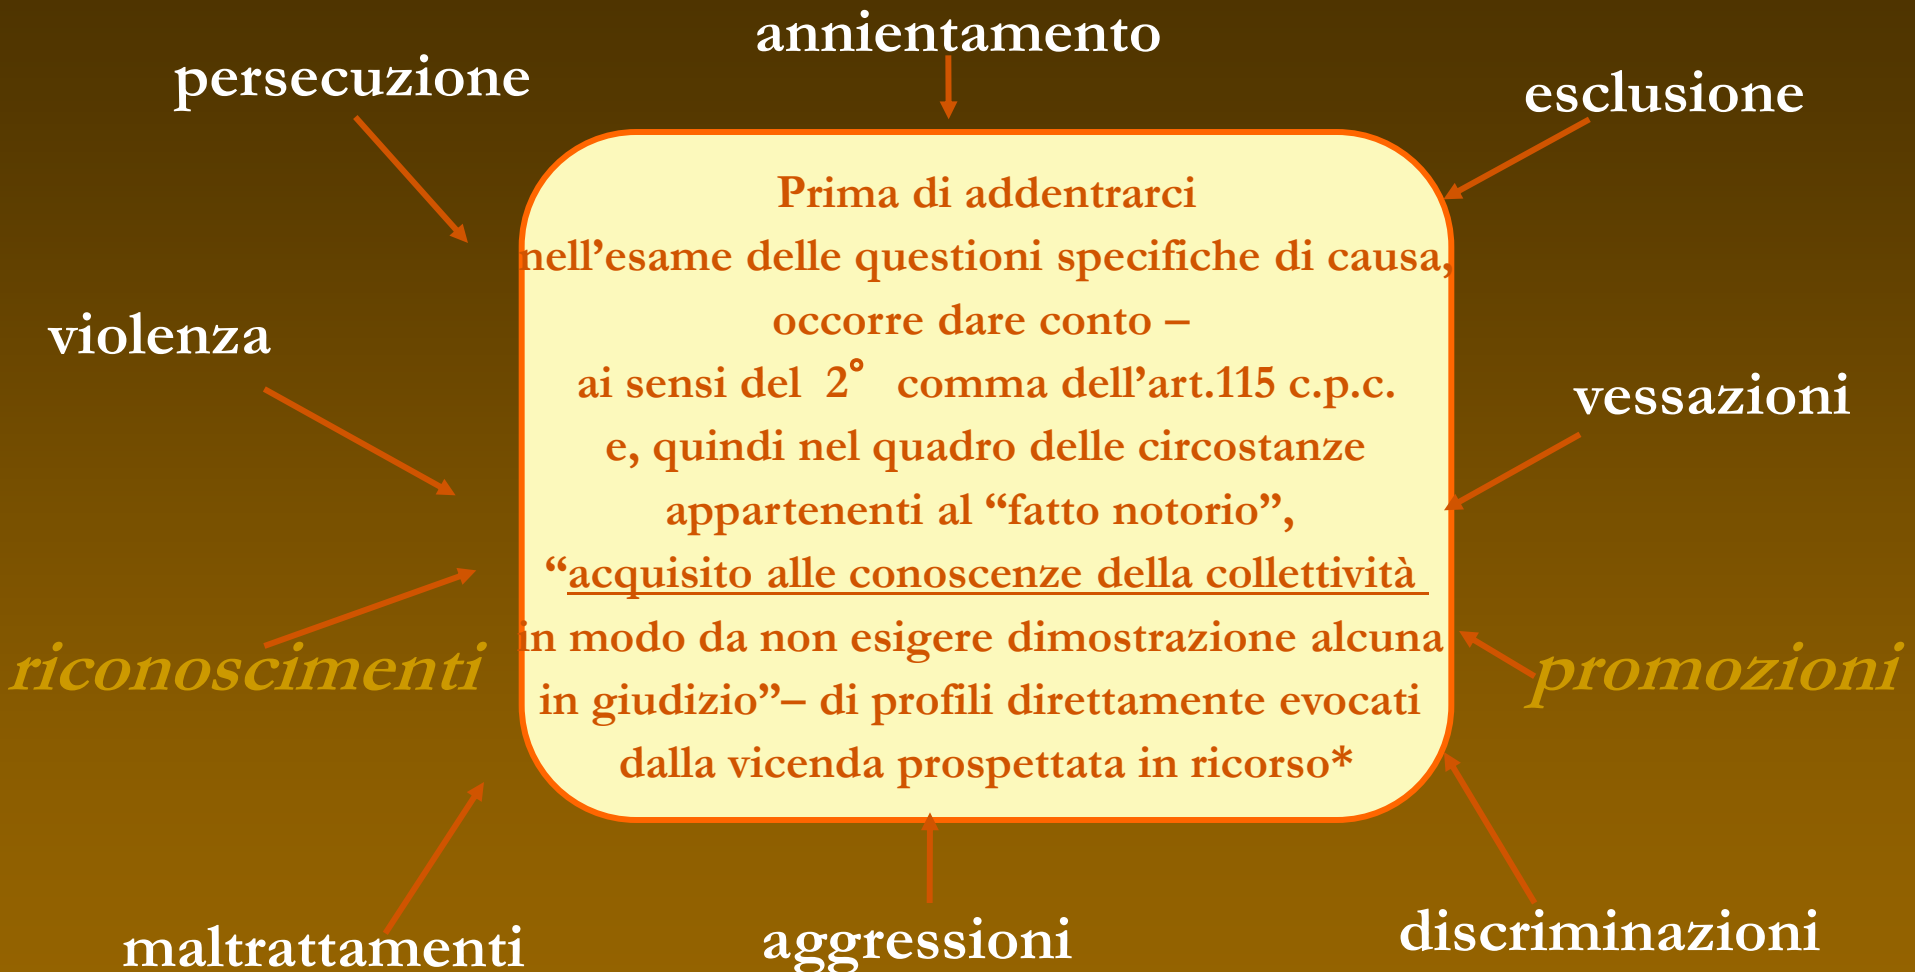 annientamento
persecuzione
esclusione
Prima di addentrarci
nell’esame delle questioni specifiche di causa,
occorre dare conto –
ai sensi del 2° comma dell’art.115 c.p.c.
e, quindi nel quadro delle circostanze
appartenenti al “fatto notorio”,
“acquisito alle conoscenze della collettività
in modo da non esigere dimostrazione alcuna
in giudizio”– di profili direttamente evocati
dalla vicenda prospettata in ricorso*
violenza
vessazioni
riconoscimenti
promozioni
maltrattamenti
aggressioni
discriminazioni